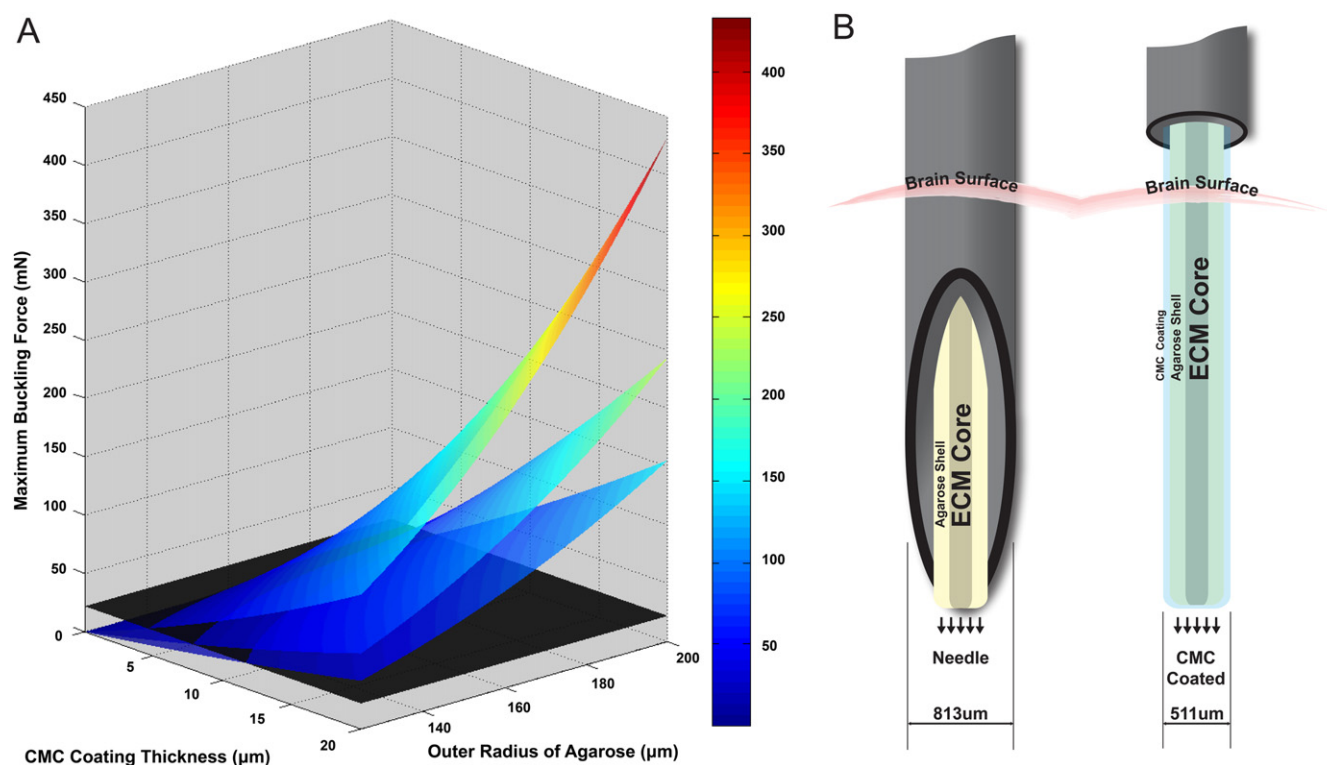 A
450
400
350
300
250
200
150
100
50
0
Maximum Buckling Force (mN)
5
10
15
20
CMC Coating Thickness (µm)
140
160
180
200
Outer Radius of Agarose (µm)
400
350
300
250
200
150
100
50
B
Brain Surface
Brain Surface
Agarose Shell
ECM Core
CMC Coating
Agarose Shell
ECM Core
Needle
CMC
Coated
813um
511um